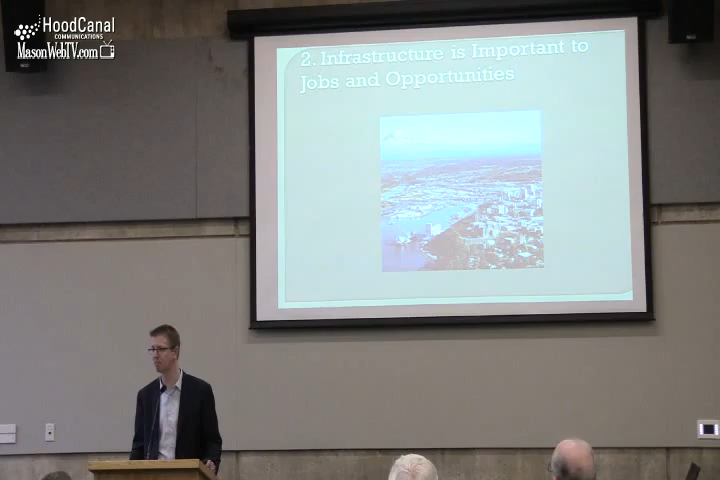 HoodCanal
COMMUNICATIONS
MasonWebTV.com
2. Infrastructure is Important to
Jobs and Opportunities